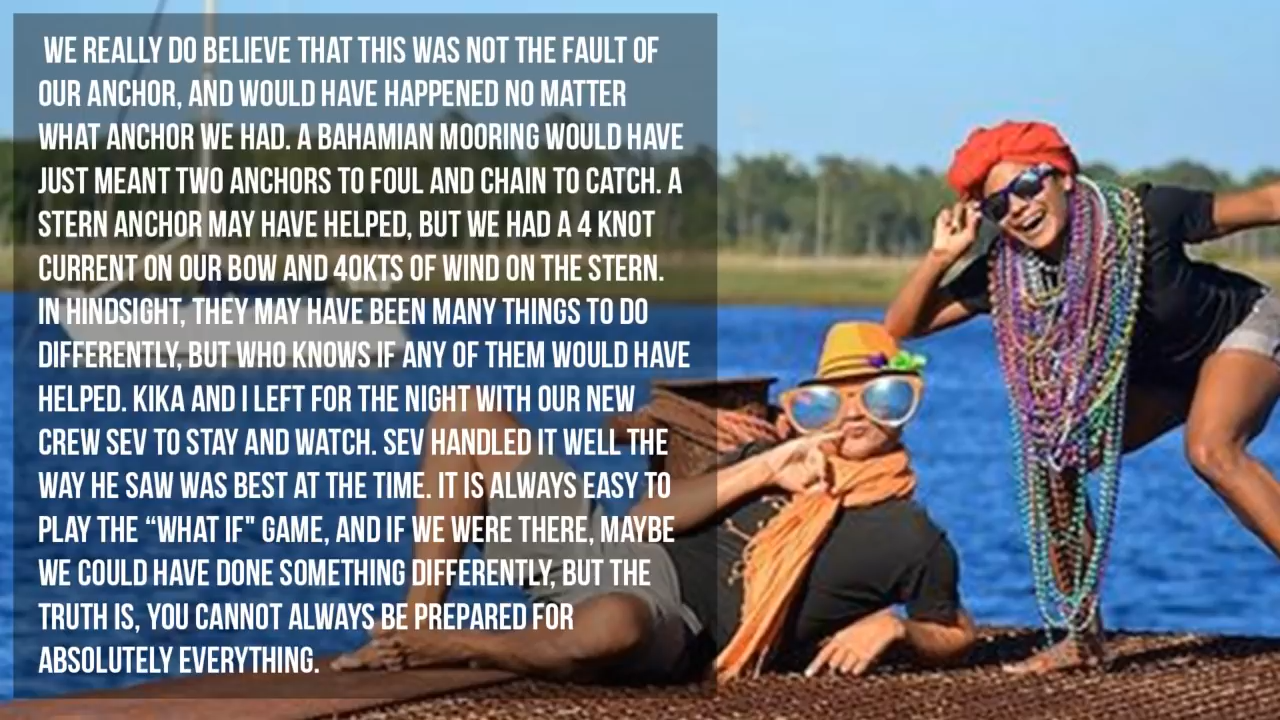 WE REALLY DO BELIEVE THAT THIS WAS NOT THE FAULT OF
OUR ANCHOR, AND WOULD HAVE HAPPENED NO MATTER
WHAT ANCHOR WE HAD. A BAHAMIAN MOORING WOULD HAVE
JUST MEANT TWO ANCHORS TO FOUL AND CHAIN TO CATCH. A
STERN ANCHOR MAY HAVE HELPED, BUT WE HAD A 4 KNOT
CURRENT ON OUR BOW AND 40KTS OF WIND ON THE STERN.
IN HINDSIGHT, THEY MAY HAVE BEEN MANY THINGS TO DO
DIFFERENTLY, BUT WHO KNOWS IF ANY OF THEM WOULD HAVE
HELPED. KIKA AND I LEFT FOR THE NIGHT WITH OUR NEW
CREW SEV TO STAY AND WATCH. SEV HANDLED IT WELL THE
WAY HE SAW WAS BEST AT THE TIME. IT IS ALWAYS EASY TO
PLAY THE “WHAT IF" GAME, AND IF WE WERE THERE, MAYBE
WE COULD HAVE DONE SOMETHING DIFFERENTLY, BUT THE
TRUTH IS, YOU CANNOT ALWAYS BE PREPARED FOR
ABSOLUTELY EVERYTHING.